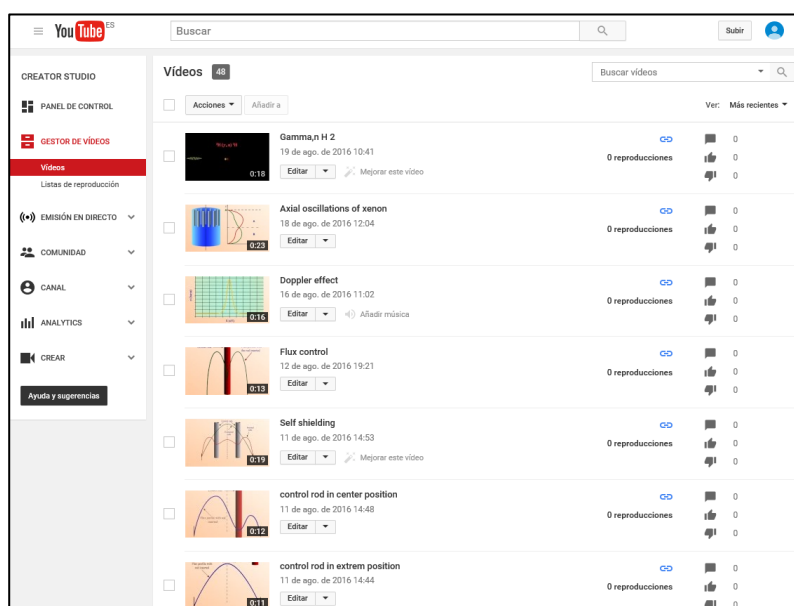 YouTube ES
Buscar
Subir
CREATOR STUDIO
PANEL DE CONTROL
GESTOR DE VÍDEOS
Vídeos
Listas de reproducción
EMISIÓN EN DIRECTO
COMUNIDAD
CANAL
ANALYTICS
CREAR
Ayuda y sugerencias
Vídeos 48
Buscar vídeos
Acciones Añadir a
Ver: Más recientes
Gamma,n H 2
19 de ago. de 2016 10:41
Editar Mejorar este vídeo
0:18
0 reproducciones
0
0
0
Axial oscillations of xenon
18 de ago. de 2016 12:04
Editar
0:23
0 reproducciones
0
0
0
Doppler effect
16 de ago. de 2016 11:02
Editar Añadir música
0:16
0 reproducciones
0
0
0
Flux control
12 de ago. de 2016 19:21
Editar
0:13
0 reproducciones
0
0
0
Self shielding
11 de ago. de 2016 14:53
Editar Mejorar este vídeo
0:19
0 reproducciones
0
0
0
control rod in center position
11 de ago. de 2016 14:48
Editar
0:12
0 reproducciones
0
0
0
control rod in extrem position
11 de ago. de 2016 14:44
Editar
0:11
0 reproducciones
0
0
0